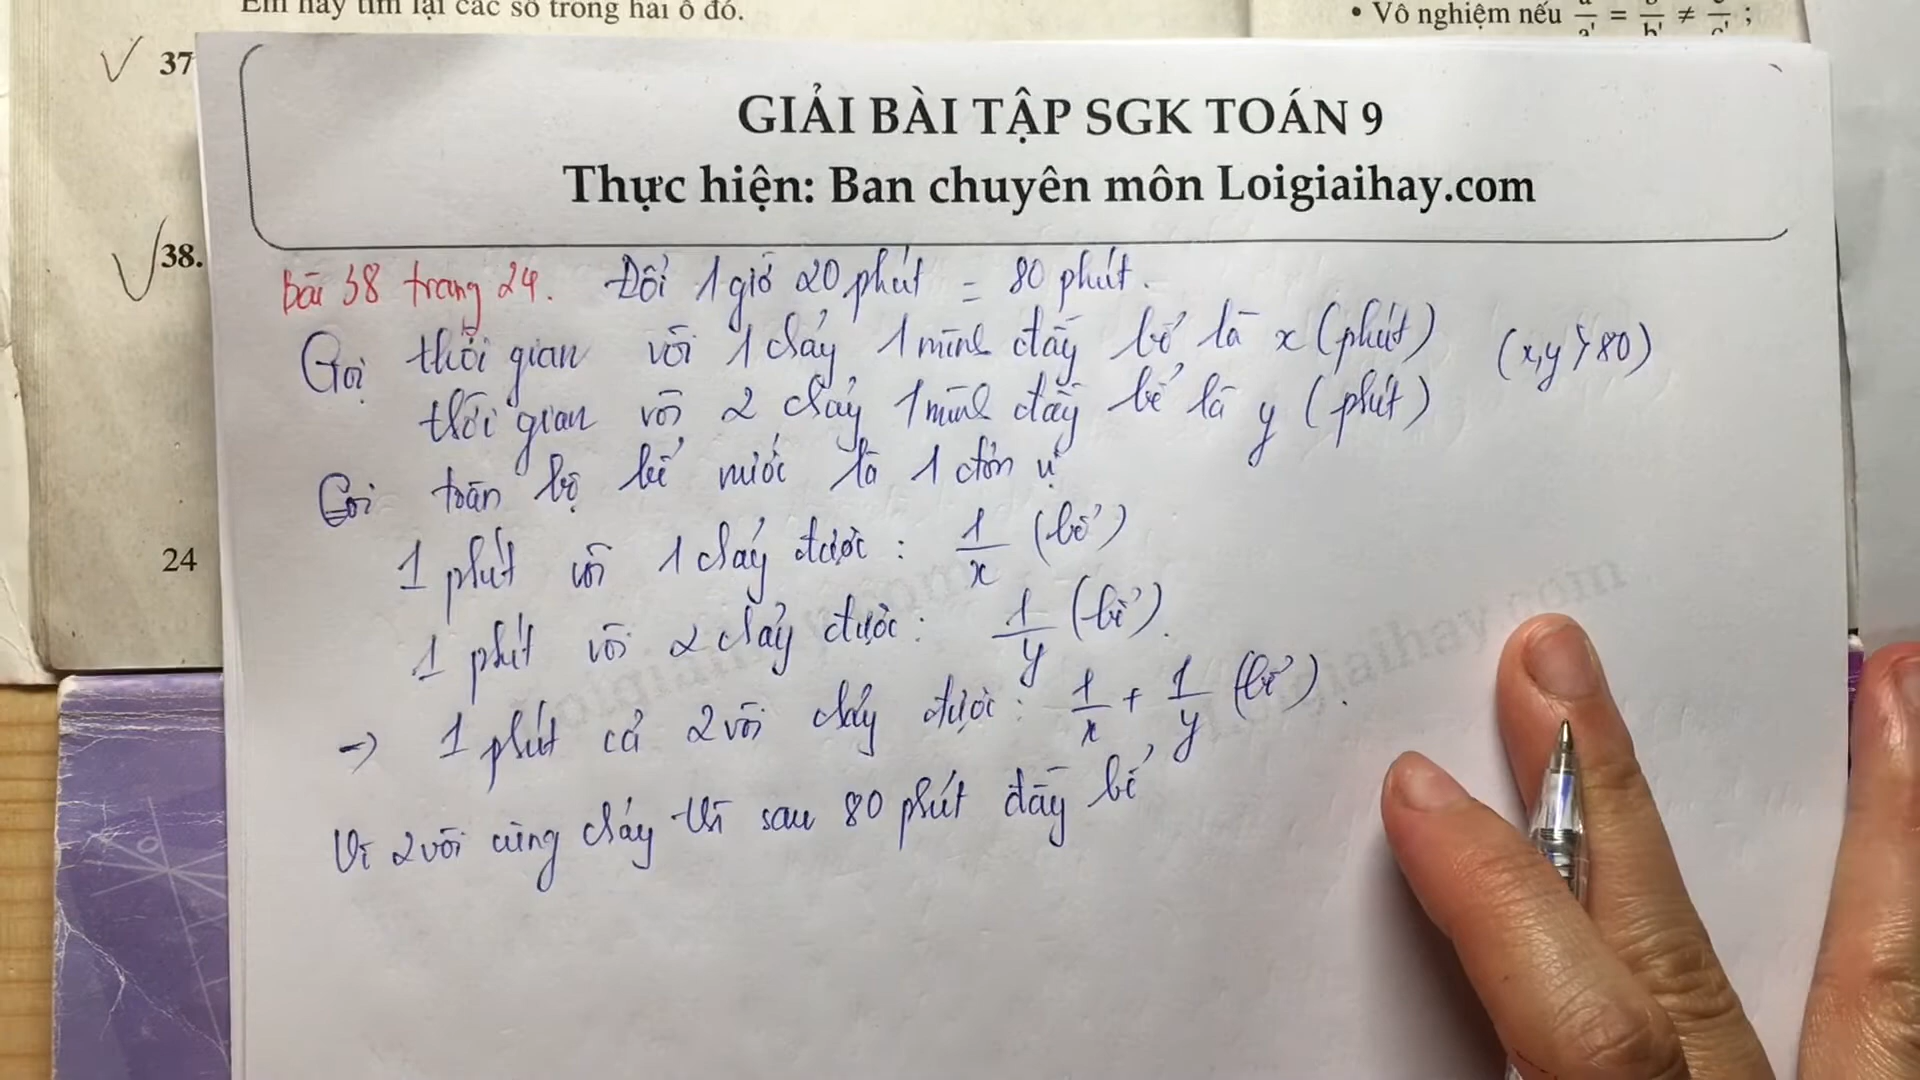 Em hãy tìm lại các số trong hai ô đó.
• Vô nghiệm nếu a/a' = b/b' ≠ c/c' ;
37
GIẢI BÀI TẬP SGK TOÁN 9
Thực hiện: Ban chuyên môn Loigiaihay.com
38.
bài 38 trang 24. Đổi 1 giờ 20 phút = 80 phút.
Gọi thời gian vòi 1 chảy 1 mình đầy bể là x (phút) (x,y > 80)
thời gian vòi 2 chảy 1 mình đầy bể là y (phút)
Gọi toàn bộ bể nước là 1 đơn vị
1 phút vòi 1 chảy được : 1/x (bể)
24
1 phút vòi 2 chảy được : 1/y (bể).
→ 1 phút cả 2 vòi chảy được : 1/x + 1/y (bể).
Vì 2 vòi cùng chảy thì sau 80 phút đầy bể
Loigiaihay.com
Loigiaihay.com